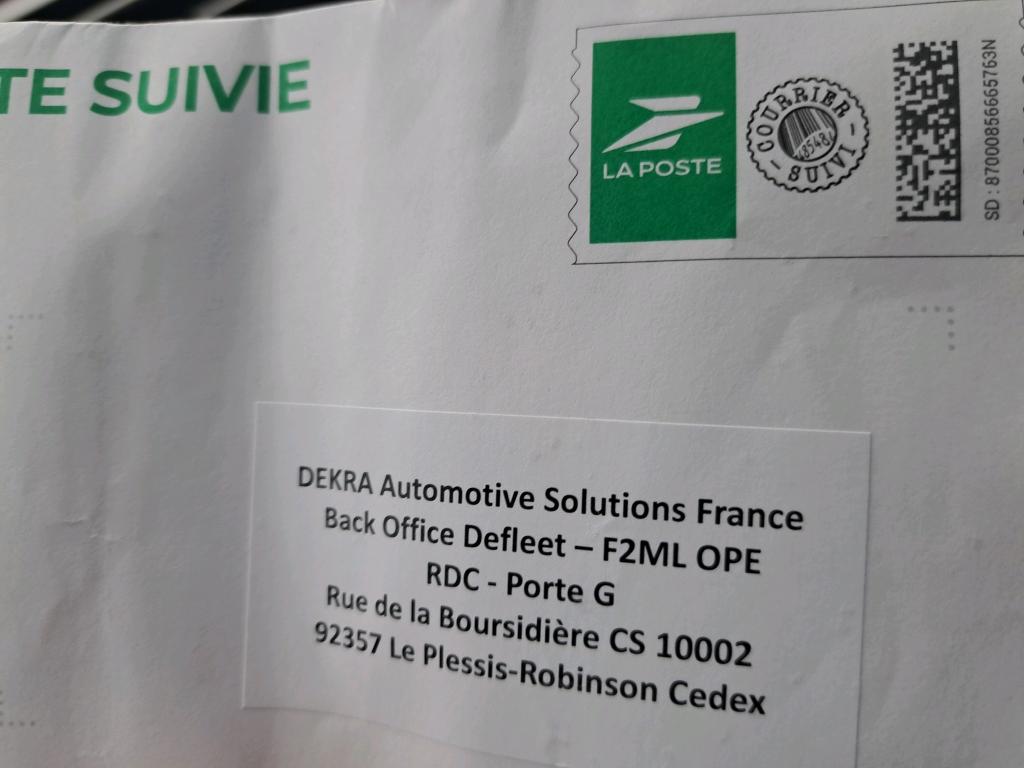 TE SUIVIE
LA POSTE
COURRIER
SUIVI
SD : 87000856665763N
DEKRA Automotive Solutions France
Back Office Defleet – F2ML OPE
RDC - Porte G
Rue de la Boursidière CS 10002
92357 Le Plessis-Robinson Cedex